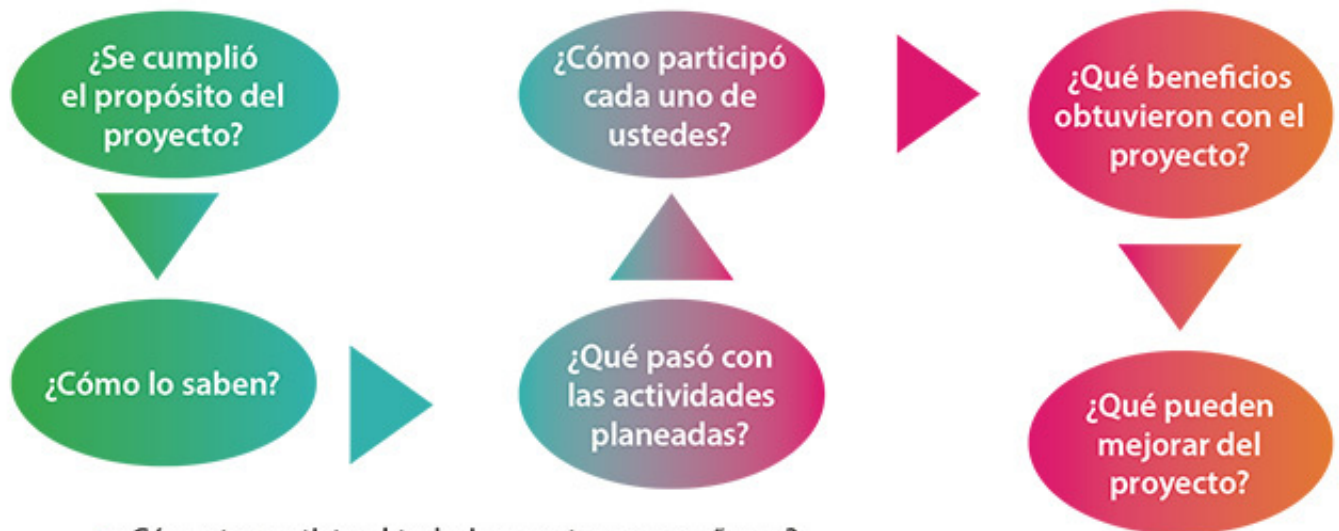 ¿Se cumplió
el propósito del
proyecto?
¿Cómo lo saben?
¿Qué pasó con
las actividades
planeadas?
¿Cómo participó
cada uno de
ustedes?
¿Qué beneficios
obtuvieron con el
proyecto?
¿Qué pueden
mejorar del
proyecto?